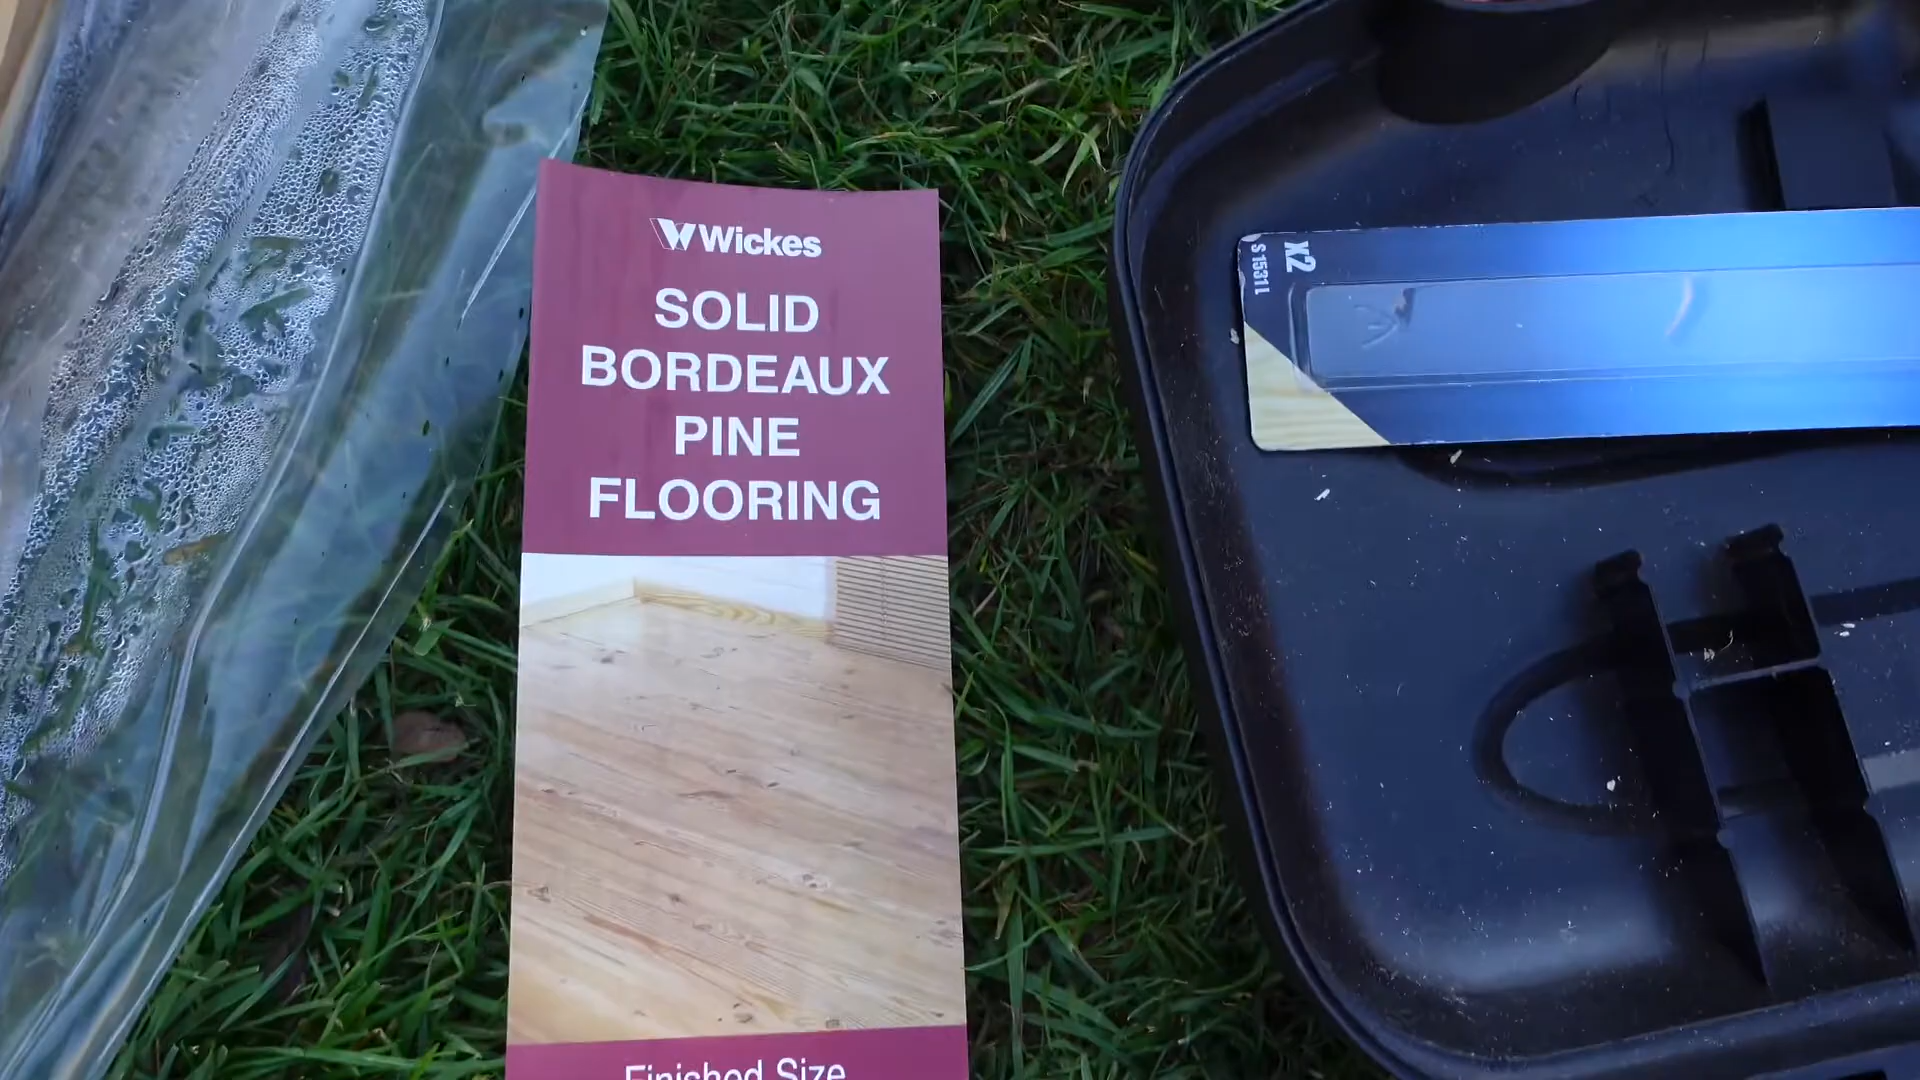 Wickes
SOLID
BORDEAUX
PINE
FLOORING
Finished Size
X2
S 1531 L